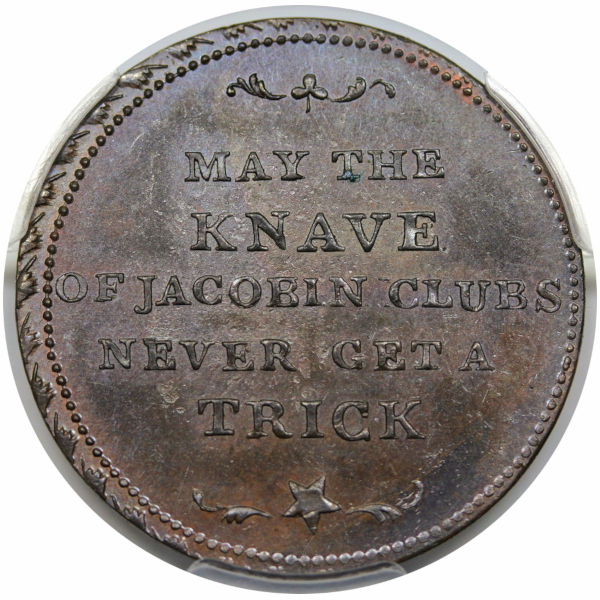 MAY THE
KNAVE
OF JACOBIN CLUBS
NEVER GET A
TRICK